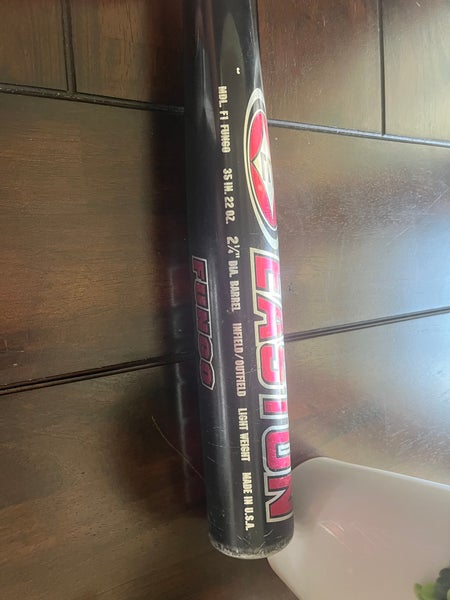 EASTON
MDL. F1 FUNGO 35 IN. 22 OZ. 2¼" DIA. BARREL INFIELD/OUTFIELD LIGHT WEIGHT MADE IN U.S.A.
FUNGO